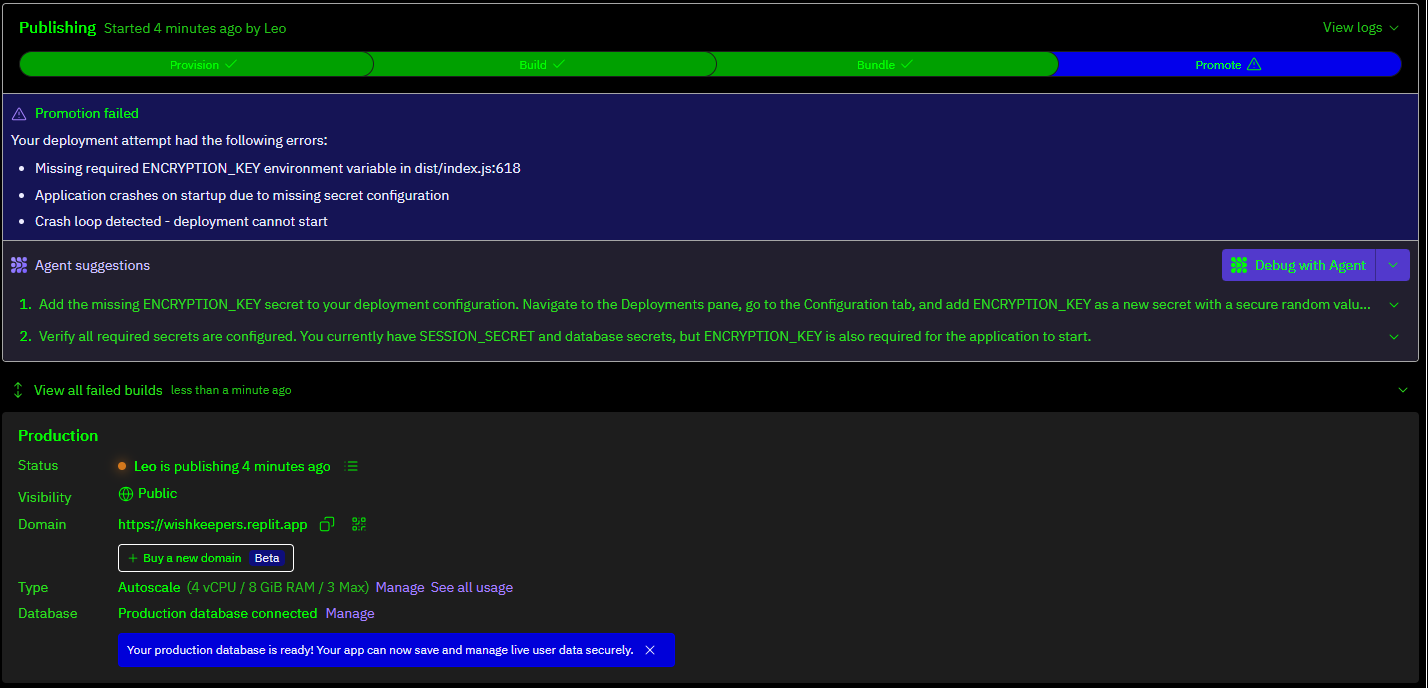 Publishing Started 4 minutes ago by Leo View logs
Provision Build Bundle Promote
Promotion failed
Your deployment attempt had the following errors:
• Missing required ENCRYPTION_KEY environment variable in dist/index.js:618
• Application crashes on startup due to missing secret configuration
• Crash loop detected - deployment cannot start
Agent suggestions Debug with Agent
1. Add the missing ENCRYPTION_KEY secret to your deployment configuration. Navigate to the Deployments pane, go to the Configuration tab, and add ENCRYPTION_KEY as a new secret with a secure random valu...
2. Verify all required secrets are configured. You currently have SESSION_SECRET and database secrets, but ENCRYPTION_KEY is also required for the application to start.
View all failed builds less than a minute ago
Production
Status Leo is publishing 4 minutes ago
Visibility Public
Domain https://wishkeepers.replit.app
+ Buy a new domain Beta
Type Autoscale (4 vCPU / 8 GiB RAM / 3 Max) Manage See all usage
Database Production database connected Manage
Your production database is ready! Your app can now save and manage live user data securely.